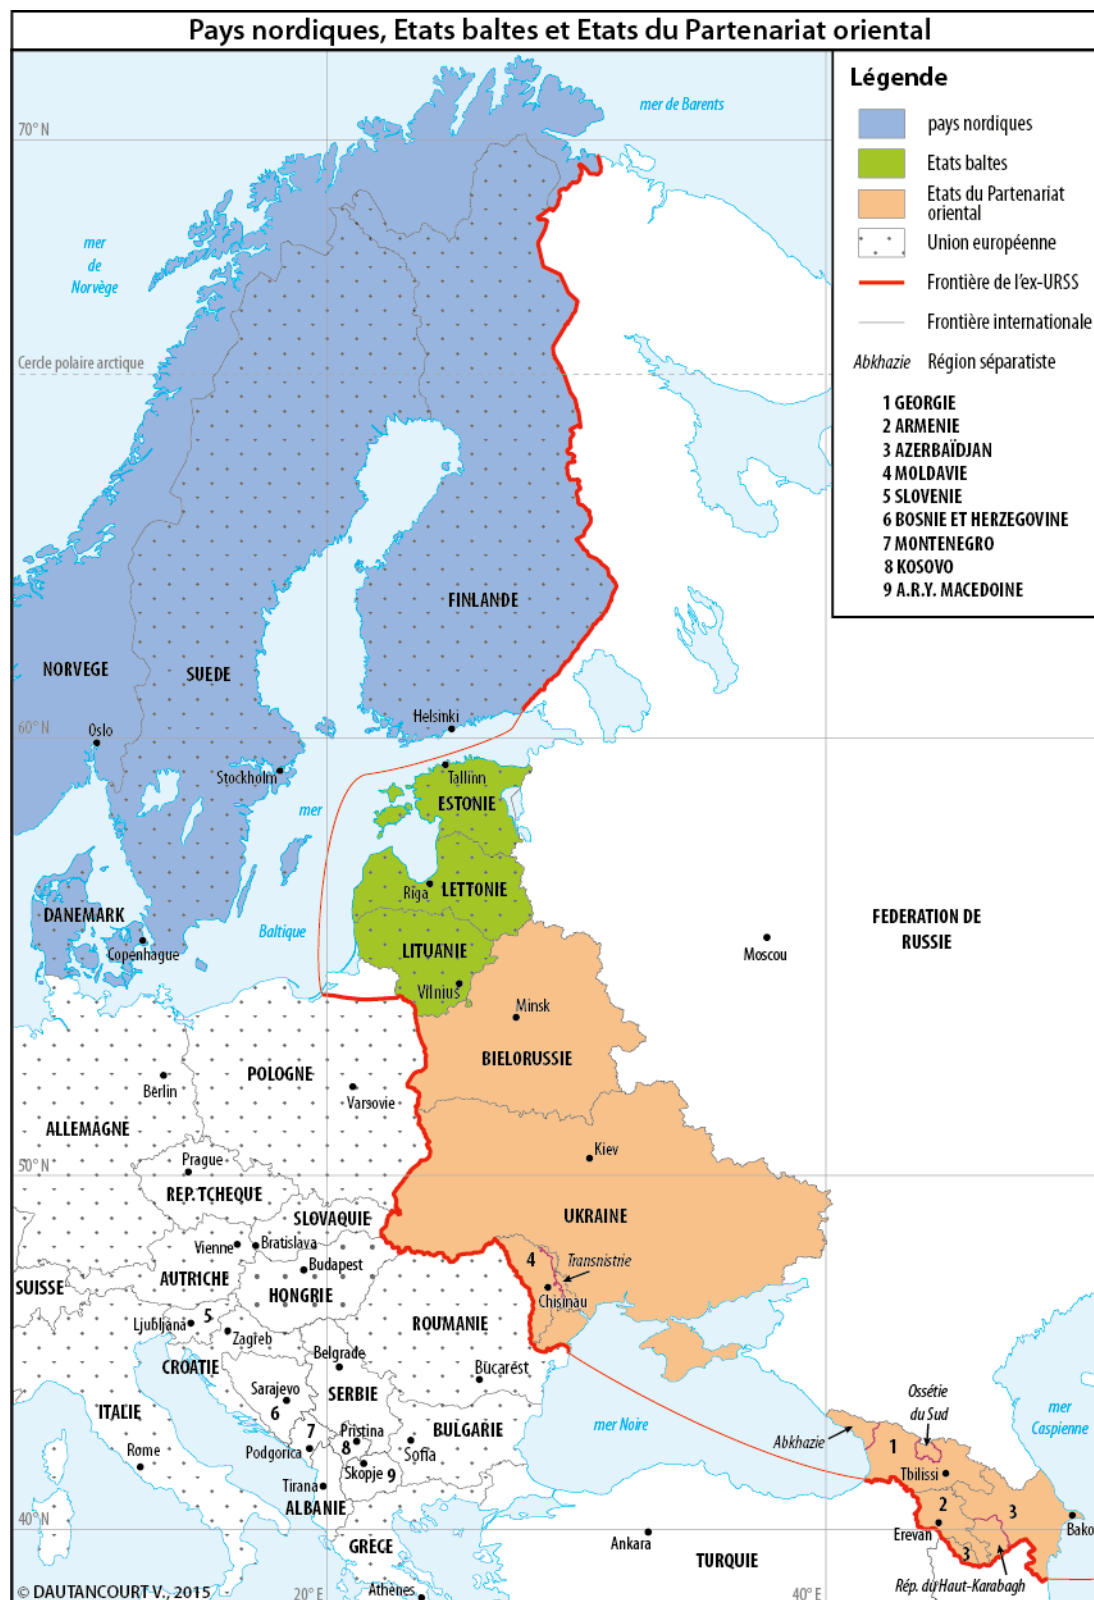 Pays nordiques, Etats baltes et Etats du Partenariat oriental
Légende
pays nordiques
Etats baltes
Etats du Partenariat
oriental
Union européenne
Frontière de l'ex-URSS
Frontière internationale
Abkhazie Région séparatiste
1 GEORGIE
2 ARMENIE
3 AZERBAÏDJAN
4 MOLDAVIE
5 SLOVENIE
6 BOSNIE ET HERZEGOVINE
7 MONTENEGRO
8 KOSOVO
9 A.R.Y. MACEDOINE
mer de Barents
70° N
mer
de
Norvège
Cercle polaire arctique
FINLANDE
NORVEGE
SUEDE
Helsinki
60° N
Oslo
Stockholm
Tallinn
mer
ESTONIE
Riga
LETTONIE
DANEMARK
FEDERATION DE
RUSSIE
Baltique
Copenhague
LITUANIE
Moscou
Vilnius
Minsk
BIELORUSSIE
POLOGNE
Berlin
Varsovie
ALLEMAGNE
Kiev
Prague
50° N
REP. TCHEQUE
SLOVAQUIE
UKRAINE
Vienne
Bratislava
4
Transnistrie
Budapest
AUTRICHE
SUISSE
HONGRIE
Chisinau
5
Ljubljana
Zagreb
ROUMANIE
Belgrade
CROATIE
Bucarest
Sarajevo
SERBIE
Ossétie
du Sud
6
ITALIE
mer Noire
mer
Caspienne
7
Pristina
BULGARIE
Abkhazie
1
8
Rome
Podgorica
Sofia
Skopje
9
Tbilissi
Tirana
ALBANIE
2
3
40° N
Erevan
Bakou
Ankara
GRECE
TURQUIE
3
Rép. du Haut-Karabagh
© DAUTANCOURT V., 2015
20° E
Athènes
40° E